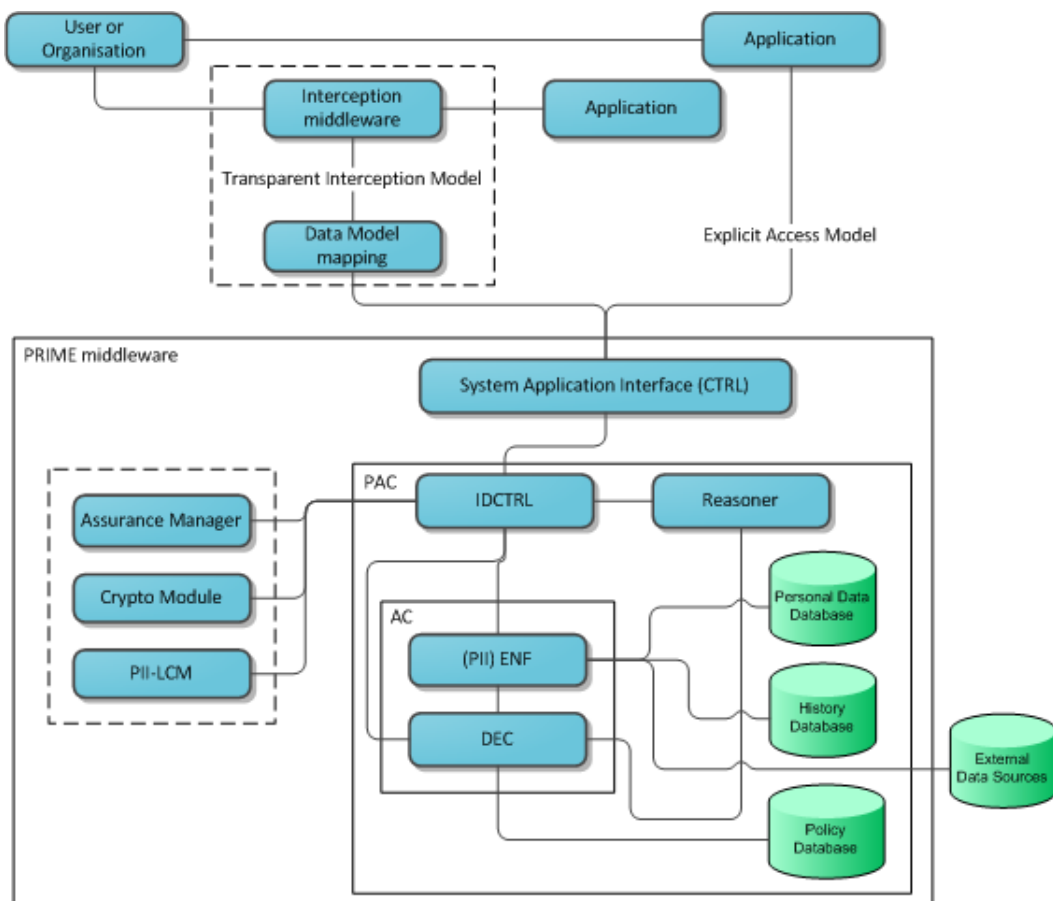 User or
Organisation
Application
Interception
middleware
Application
Transparent Interception Model
Data Model
mapping
Explicit Access Model
PRIME middleware
System Application Interface (CTRL)
PAC
IDCTRL
Reasoner
Assurance Manager
Crypto Module
PII-LCM
AC
(PII) ENF
DEC
Personal Data
Database
History
Database
External
Data Sources
Policy
Database